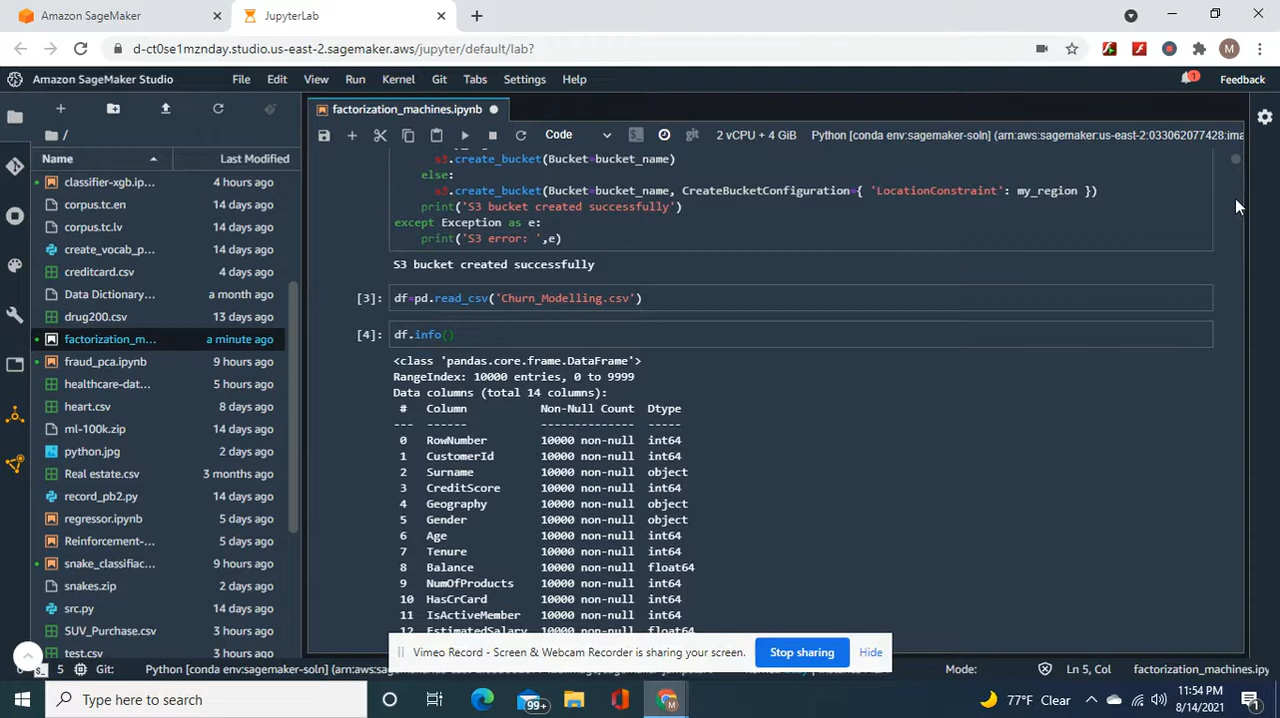 Amazon SageMaker
JupyterLab
d-ct0se1mznday.studio.us-east-2.sagemaker.aws/jupyter/default/lab?
M
Amazon SageMaker Studio
File Edit View Run Kernel Git Tabs Settings Help
1
Feedback
factorization_machines.ipynb
Code
git
2 vCPU + 4 GiB
Python [conda env:sagemaker-soln] (arn:aws:sagemaker:us-east-2:033062077428:ima
/
Name
Last Modified
classifier-xgb.ip... 4 hours ago
corpus.tc.en 14 days ago
corpus.tc.lv 14 days ago
create_vocab_p... 14 days ago
creditcard.csv 4 days ago
Data Dictionary... a month ago
drug200.csv 13 days ago
factorization_m... a minute ago
fraud_pca.ipynb 9 hours ago
healthcare-dat... 5 hours ago
heart.csv 8 days ago
ml-100k.zip 14 days ago
python.jpg 2 days ago
Real estate.csv 3 months ago
record_pb2.py 14 days ago
regressor.ipynb 5 days ago
Reinforcement-... 5 days ago
snake_classifiac... 9 hours ago
snakes.zip 2 days ago
src.py 14 days ago
SUV_Purchase.csv 3 hours ago
test.csv 3 hours ago
s3.create_bucket(Bucket=bucket_name)
else:
s3.create_bucket(Bucket=bucket_name, CreateBucketConfiguration={ 'LocationConstraint': my_region })
print('S3 bucket created successfully')
except Exception as e:
print('S3 error: ',e)
S3 bucket created successfully
[3]: df=pd.read_csv('Churn_Modelling.csv')
[4]: df.info()
<class 'pandas.core.frame.DataFrame'>
RangeIndex: 10000 entries, 0 to 9999
Data columns (total 14 columns):
# Column Non-Null Count Dtype
--- ------ -------------- -----
0 RowNumber 10000 non-null int64
1 CustomerId 10000 non-null int64
2 Surname 10000 non-null object
3 CreditScore 10000 non-null int64
4 Geography 10000 non-null object
5 Gender 10000 non-null object
6 Age 10000 non-null int64
7 Tenure 10000 non-null int64
8 Balance 10000 non-null float64
9 NumOfProducts 10000 non-null int64
10 HasCrCard 10000 non-null int64
11 IsActiveMember 10000 non-null int64
12 EstimatedSalary 10000 non-null float64
Vimeo Record - Screen & Webcam Recorder is sharing your screen.
Stop sharing
Hide
5
Git:
Python [conda env:sagemaker-soln]
Mode:
Ln 5, Col
factorization_machines.ip
Type here to search
99+
M
77°F Clear
11:54 PM
8/14/2021
1